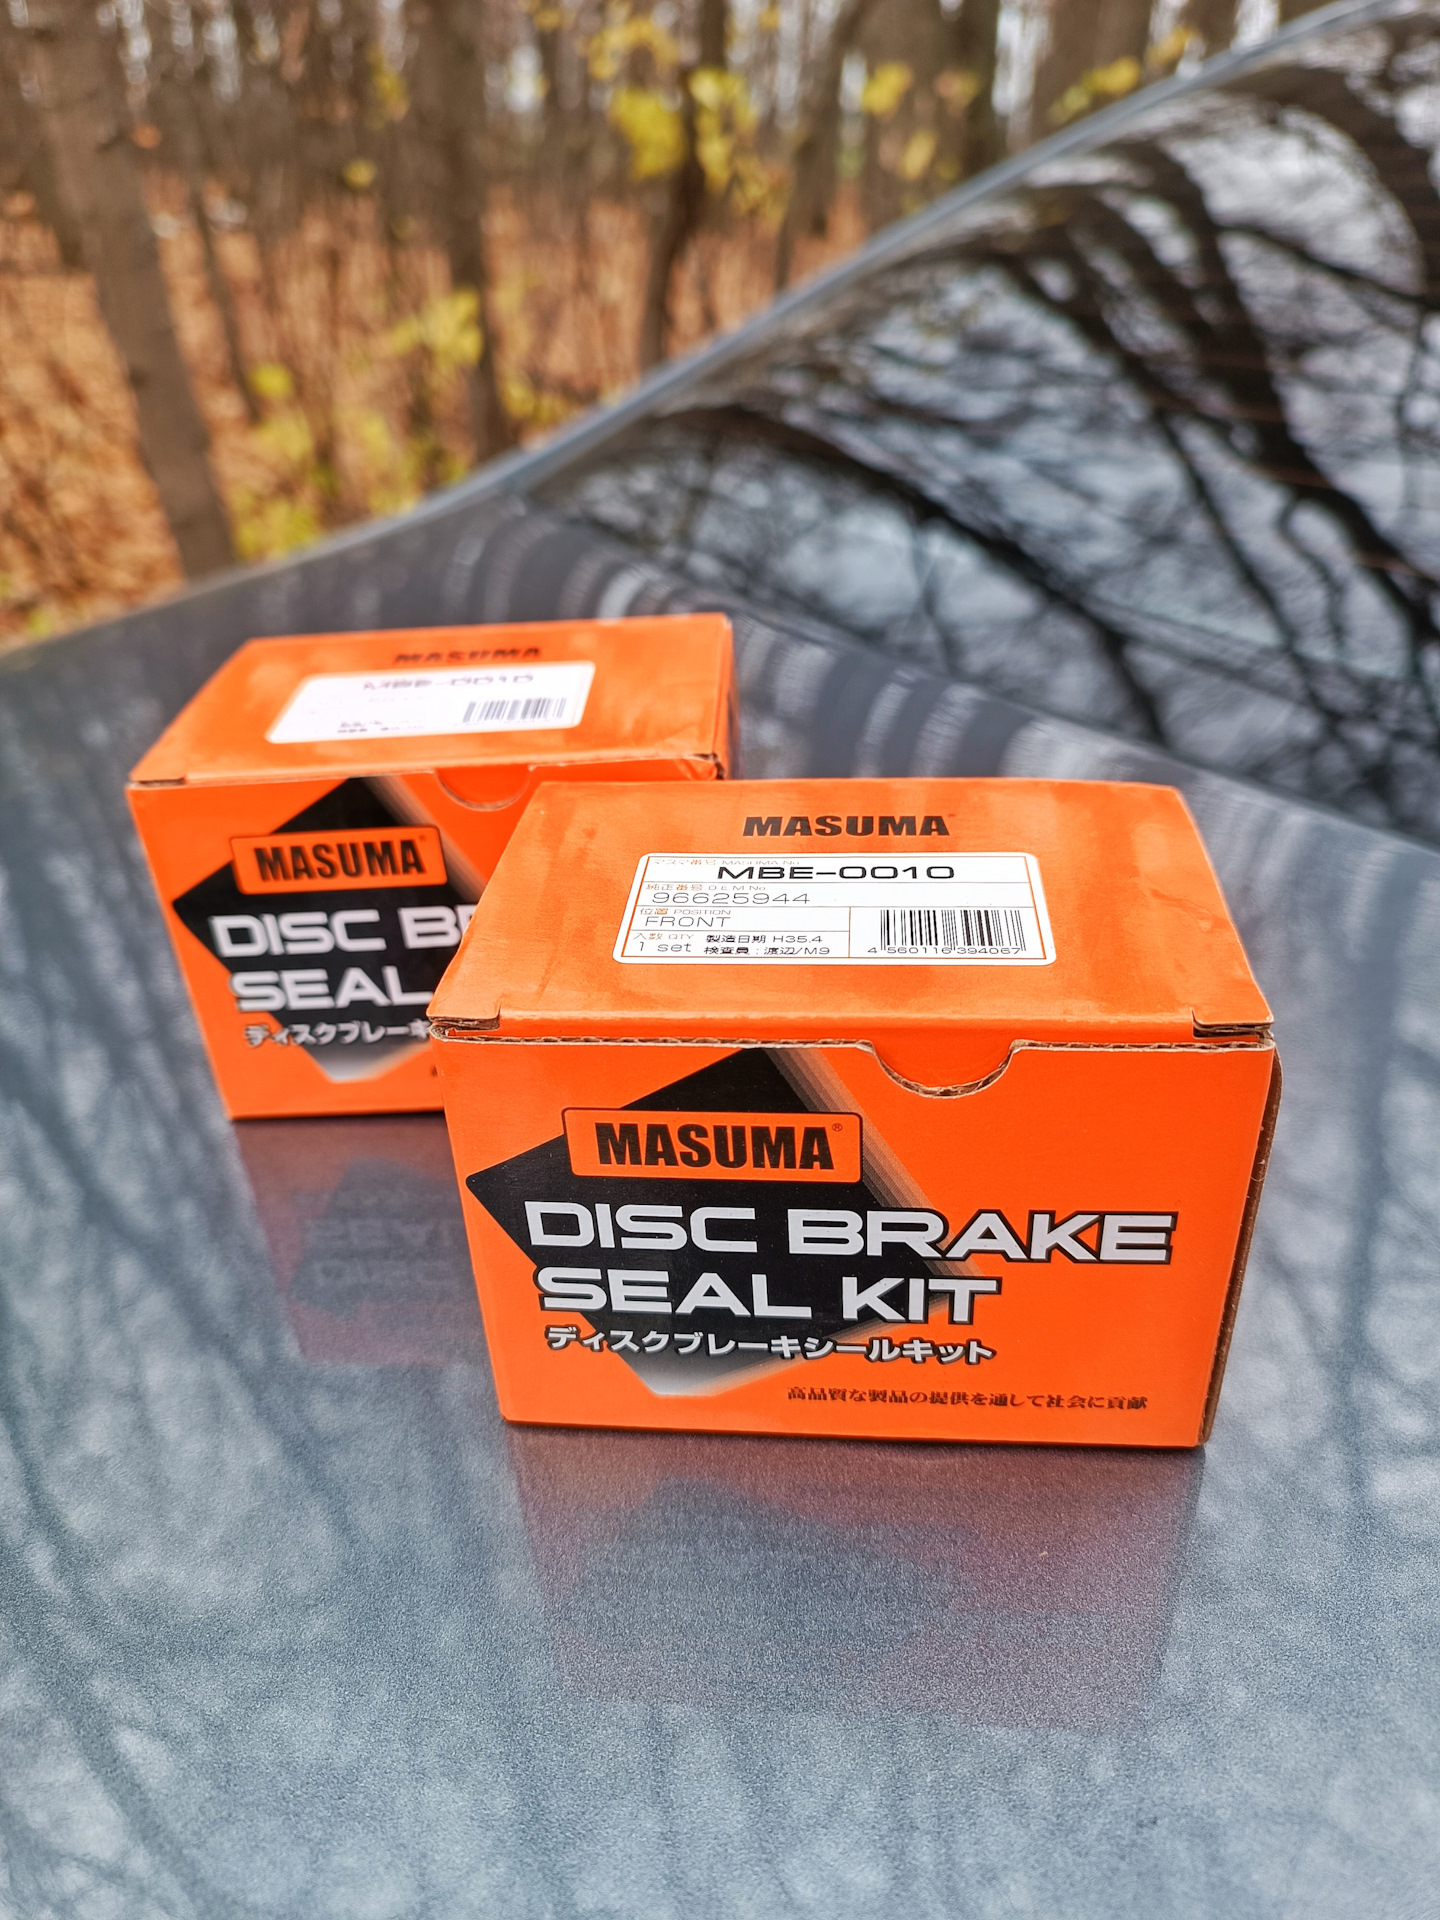 MASUMA
MBE-0010
MASUMA
DISC BR
SEAL
ディスクブレーキ
MASUMA
マスマ番号 MASUMA No.
MBE-0010
純正番号 O.E.M.No.
96625944
位置 POSITION
FRONT
入数 QTY
1 set
製造日期 H35.4
検査員:渡辺/M9
4 560116 394067
MASUMA®
DISC BRAKE
SEAL KIT
ディスクブレーキシールキット
高品質な製品の提供を通して社会に貢献